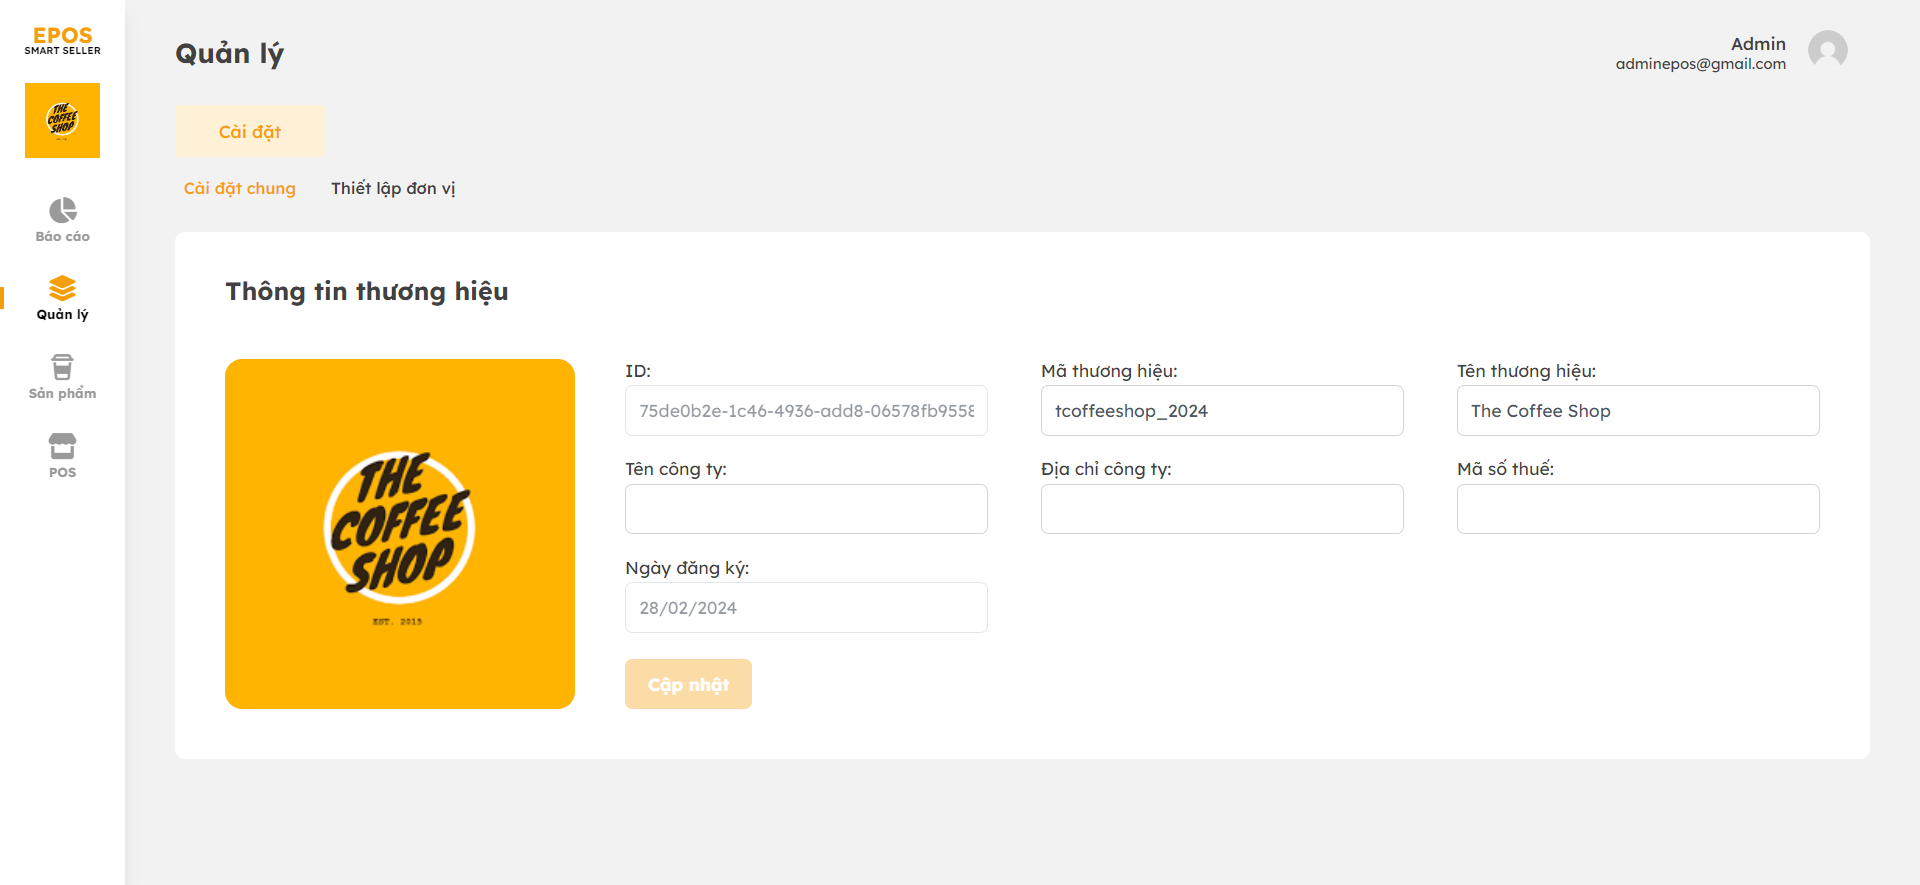 EPOS
SMART SELLER
THE
COFFEE
SHOP
Báo cáo
Quản lý
Sản phẩm
POS
Quản lý
Admin
adminepos@gmail.com
Cài đặt
Cài đặt chung
Thiết lập đơn vị
Thông tin thương hiệu
THE
COFFEE
SHOP
EST. 2015
ID:
75de0b2e-1c46-4936-add8-06578fb9558
Mã thương hiệu:
tcoffeeshop_2024
Tên thương hiệu:
The Coffee Shop
Tên công ty:
Địa chỉ công ty:
Mã số thuế:
Ngày đăng ký:
28/02/2024
Cập nhật